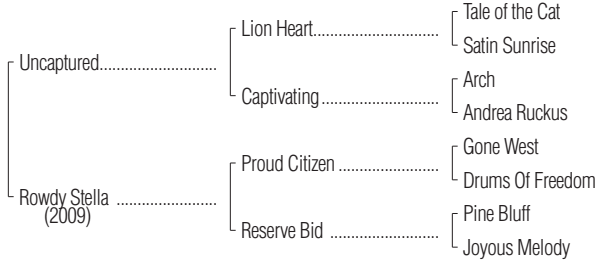 Tale of the Cat
Lion Heart
Satin Sunrise
Uncaptured
Arch
Captivating
Andrea Ruckus
Gone West
Proud Citizen
Drums Of Freedom
Rowdy Stella
(2009)
Pine Bluff
Reserve Bid
Joyous Melody